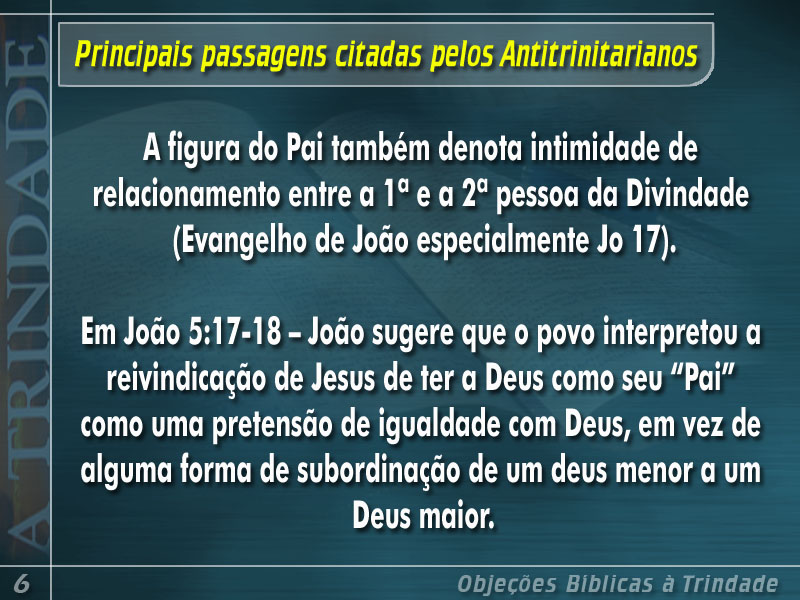 Principais passagens citadas pelos Antitrinitarianos
A TRINDADE
A figura do Pai também denota intimidade de
relacionamento entre a 1ª e a 2ª pessoa da Divindade
(Evangelho de João especialmente Jo 17).
Em João 5:17-18 – João sugere que o povo interpretou a
reivindicação de Jesus de ter a Deus como seu “Pai”
como uma pretensão de igualdade com Deus, em vez de
alguma forma de subordinação de um deus menor a um
Deus maior.
6
Objeções Bíblicas à Trindade